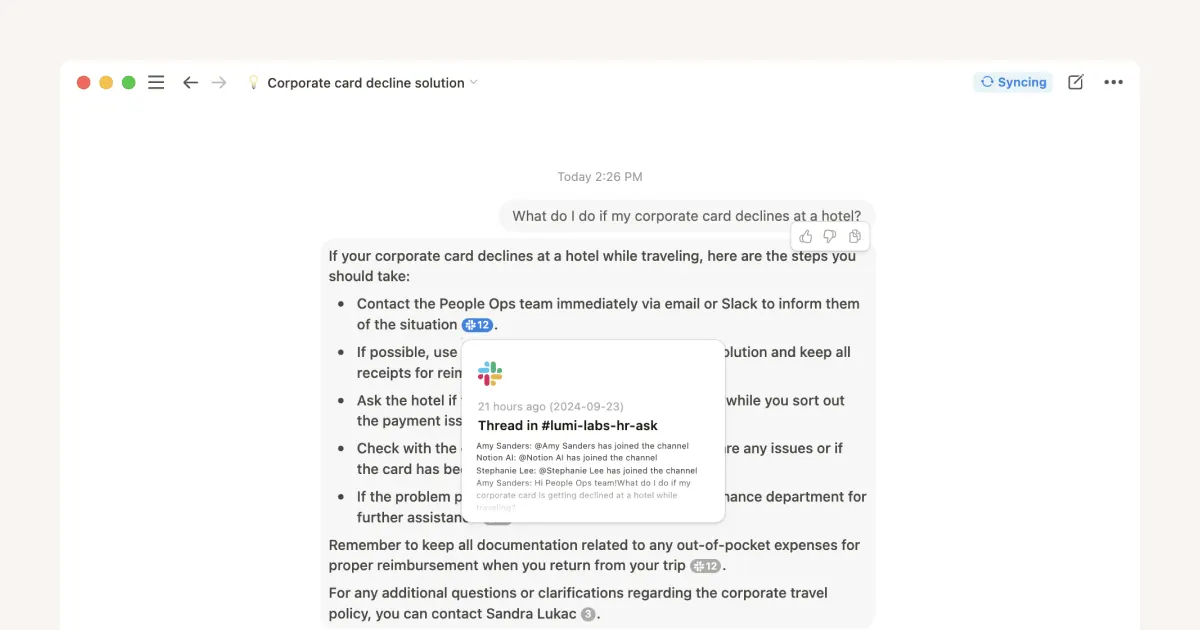 Corporate card decline solution
Syncing
Today 2:26 PM
What do I do if my corporate card declines at a hotel?
If your corporate card declines at a hotel while traveling, here are the steps you
should take:
• Contact the People Ops team immediately via email or Slack to inform them
of the situation 12.
• If possible, use olution and keep all
receipts for rein
• Ask the hotel if while you sort out
the payment iss
• Check with the re any issues or if
the card has bee
• If the problem p nance department for
further assistan
21 hours ago (2024-09-23)
Thread in #lumi-labs-hr-ask
Amy Sanders: @Amy Sanders has joined the channel
Notion AI: @Notion AI has joined the channel
Stephanie Lee: @Stephanie Lee has joined the channel
Amy Sanders: Hi People Ops team!What do I do if my
corporate card is getting declined at a hotel while
traveling?
Remember to keep all documentation related to any out-of-pocket expenses for
proper reimbursement when you return from your trip 12.
For any additional questions or clarifications regarding the corporate travel
policy, you can contact Sandra Lukac 3.